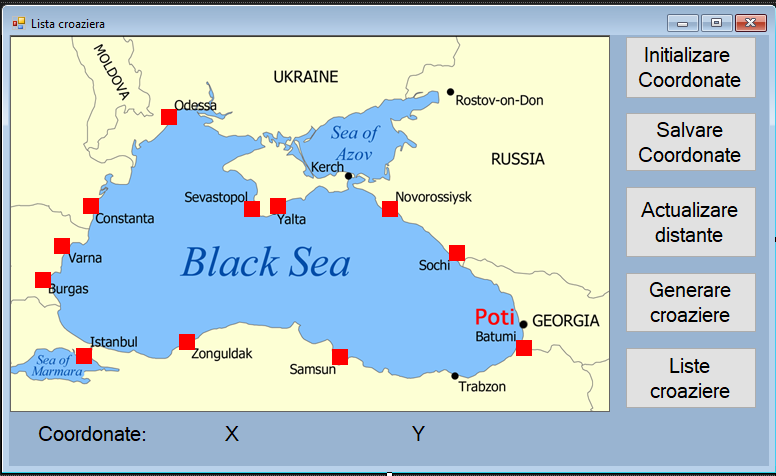 Lista croaziera
MOLDOVA
UKRAINE
Odessa
Rostov-on-Don
Sea of
Azov
RUSSIA
Kerch
Sevastopol
Yalta
Novorossiysk
Constanta
Varna
Black Sea
Sochi
Burgas
Poti
GEORGIA
Batumi
Istanbul
Zonguldak
Samsun
Sea of
Marmara
Trabzon
Initializare
Coordonate
Salvare
Coordonate
Actualizare
distante
Generare
croaziere
Liste
croaziere
Coordonate: X Y